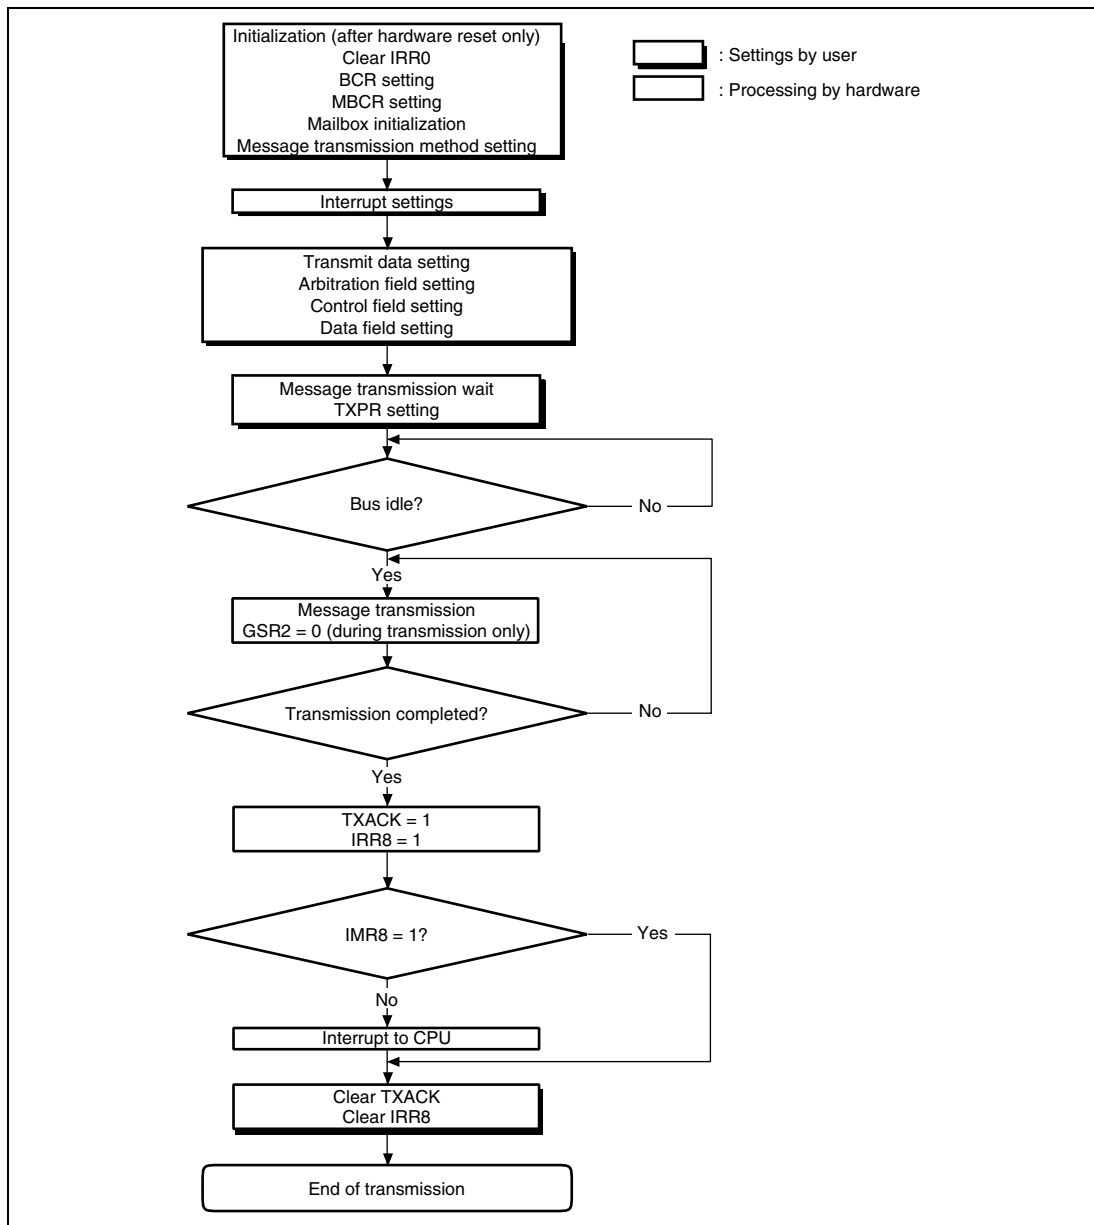 Initialization (after hardware reset only)
Clear IRR0
BCR setting
MBCR setting
Mailbox initialization
Message transmission method setting
: Settings by user
: Processing by hardware
Interrupt settings
Transmit data setting
Arbitration field setting
Control field setting
Data field setting
Message transmission wait
TXPR setting
Bus idle?
No
Yes
Message transmission
GSR2 = 0 (during transmission only)
Transmission completed?
No
Yes
TXACK = 1
IRR8 = 1
IMR8 = 1?
Yes
No
Interrupt to CPU
Clear TXACK
Clear IRR8
End of transmission